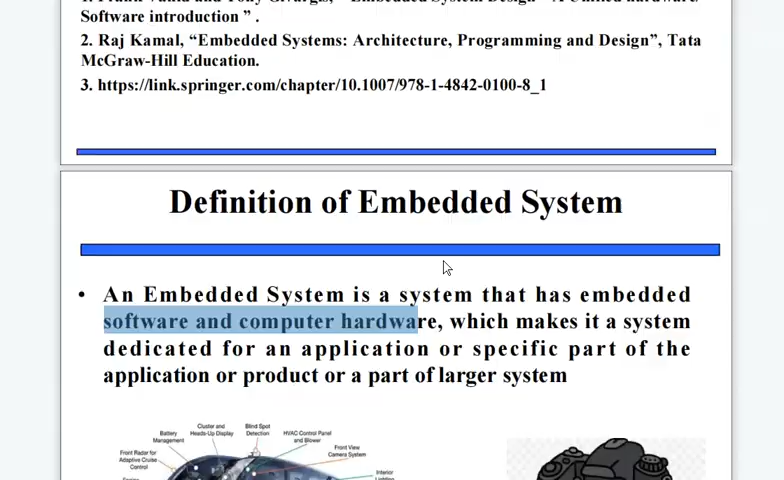 Software introduction ” .
2. Raj Kamal, “Embedded Systems: Architecture, Programming and Design”, Tata
McGraw-Hill Education.
3. https://link.springer.com/chapter/10.1007/978-1-4842-0100-8_1
Definition of Embedded System
• An Embedded System is a system that has embedded
software and computer hardware, which makes it a system
dedicated for an application or specific part of the
application or product or a part of larger system
Battery
Management
Cluster and
Heads-Up Display
Blind Spot
Detection
HVAC Control Panel
and Blower
Front View
Camera System
Front Radar for
Adaptive Cruise
Control
Interior
Lighting